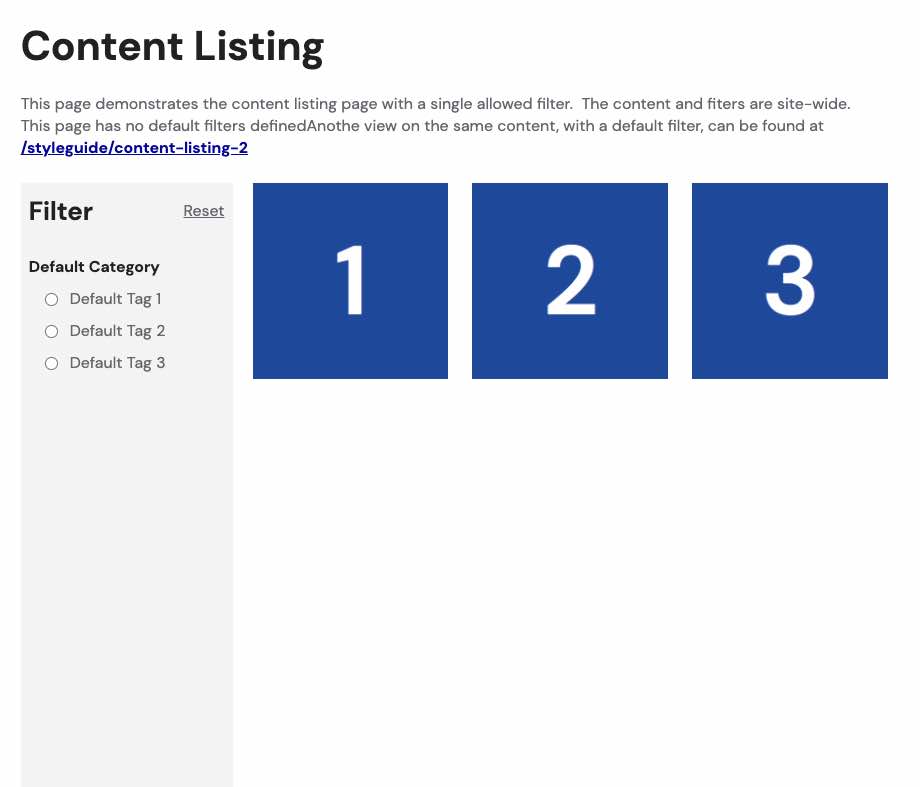 Content Listing
This page demonstrates the content listing page with a single allowed filter.  The content and fiters are site-wide.
This page has no default filters definedAnothe view on the same content, with a default filter, can be found at
/styleguide/content-listing-2
Filter
Reset
Default Category
Default Tag 1
Default Tag 2
Default Tag 3
1
2
3